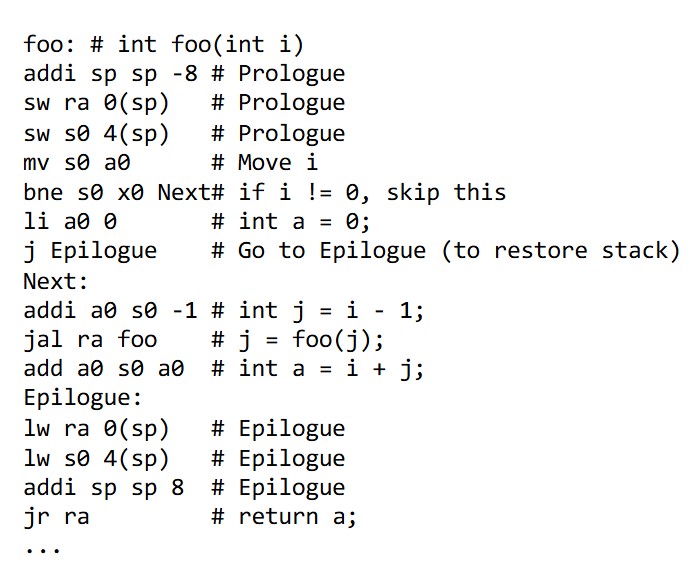 foo: # int foo(int i)
addi sp sp -8 # Prologue
sw ra 0(sp)   # Prologue
sw s0 4(sp)   # Prologue
mv s0 a0      # Move i
bne s0 x0 Next# if i != 0, skip this
li a0 0       # int a = 0;
j Epilogue    # Go to Epilogue (to restore stack)
Next:
addi a0 s0 -1 # int j = i - 1;
jal ra foo    # j = foo(j);
add a0 s0 a0  # int a = i + j;
Epilogue:
lw ra 0(sp)   # Epilogue
lw s0 4(sp)   # Epilogue
addi sp sp 8  # Epilogue
jr ra         # return a;
...